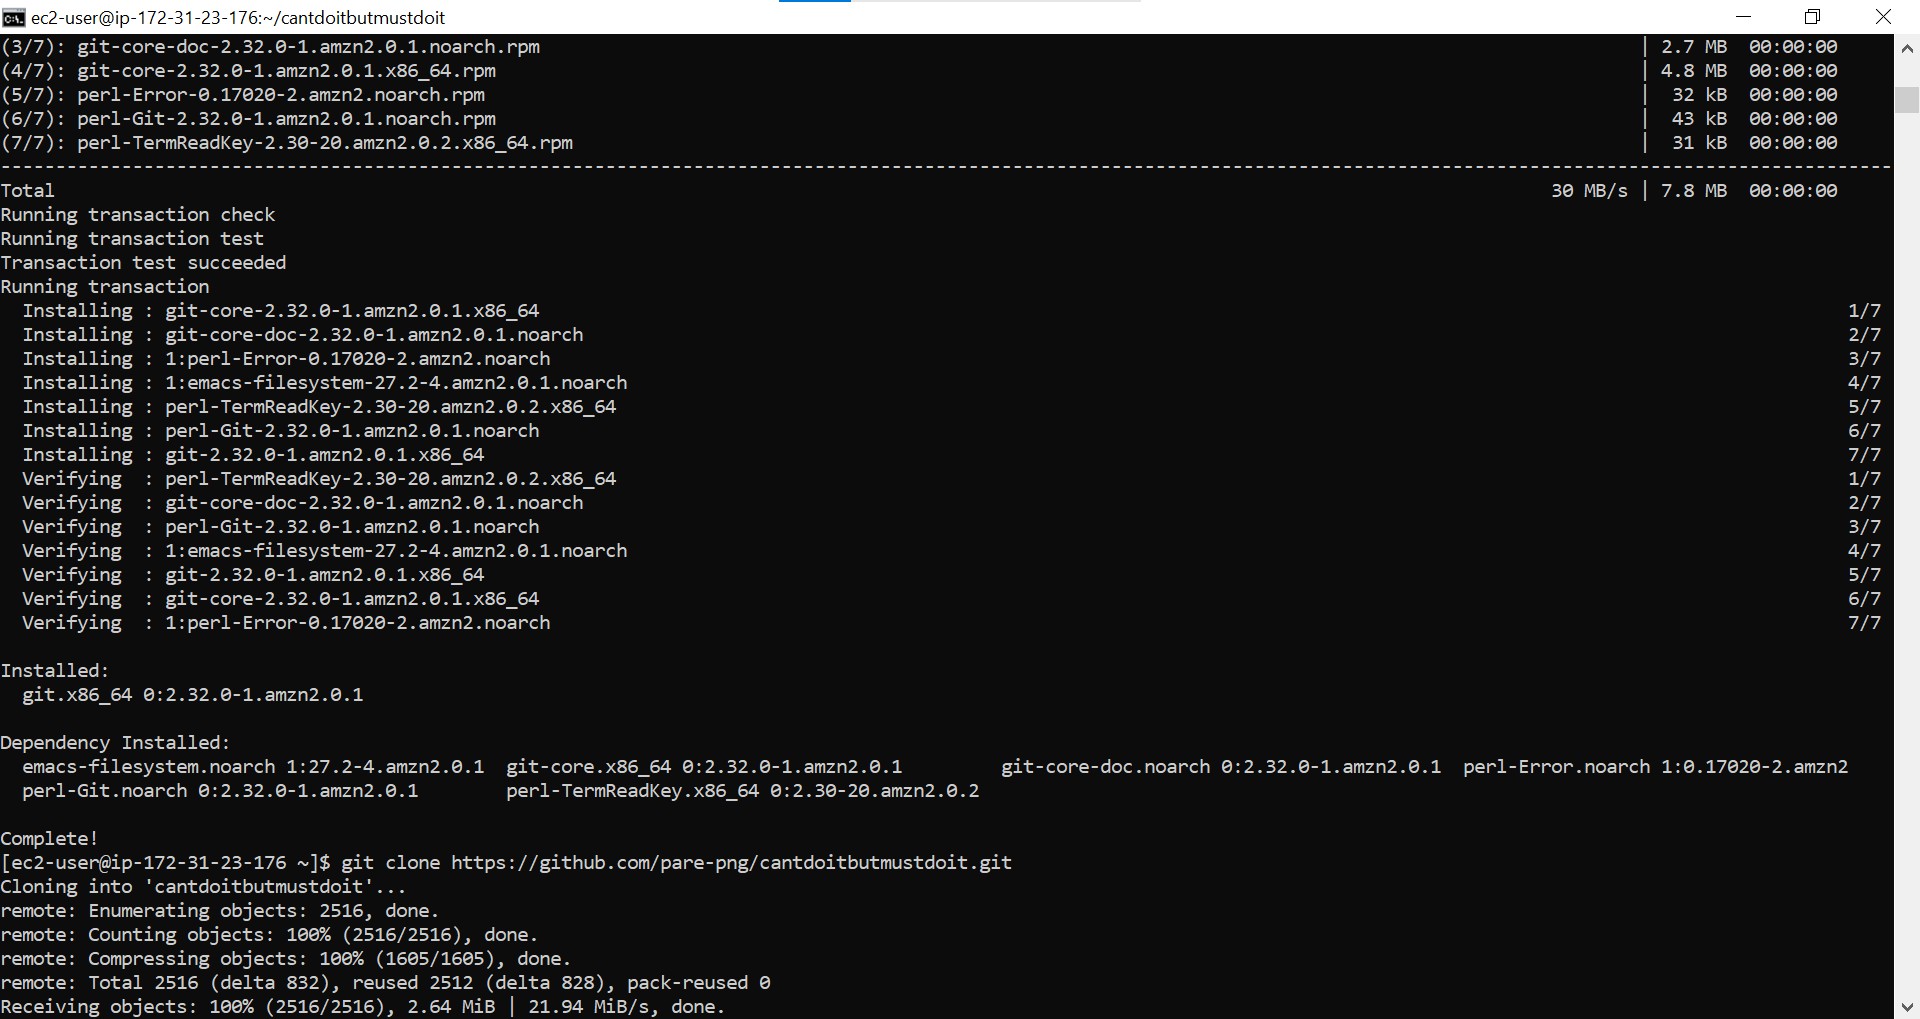 ec2-user@ip-172-31-23-176:~/cantdoitbutmustdoit
(3/7): git-core-doc-2.32.0-1.amzn2.0.1.noarch.rpm | 2.7 MB 00:00:00
(4/7): git-core-2.32.0-1.amzn2.0.1.x86_64.rpm | 4.8 MB 00:00:00
(5/7): perl-Error-0.17020-2.amzn2.noarch.rpm | 32 kB 00:00:00
(6/7): perl-Git-2.32.0-1.amzn2.0.1.noarch.rpm | 43 kB 00:00:00
(7/7): perl-TermReadKey-2.30-20.amzn2.0.2.x86_64.rpm | 31 kB 00:00:00
--------------------------------------------------------------------------------
Total 30 MB/s | 7.8 MB 00:00:00
Running transaction check
Running transaction test
Transaction test succeeded
Running transaction
Installing : git-core-2.32.0-1.amzn2.0.1.x86_64 1/7
Installing : git-core-doc-2.32.0-1.amzn2.0.1.noarch 2/7
Installing : 1:perl-Error-0.17020-2.amzn2.noarch 3/7
Installing : 1:emacs-filesystem-27.2-4.amzn2.0.1.noarch 4/7
Installing : perl-TermReadKey-2.30-20.amzn2.0.2.x86_64 5/7
Installing : perl-Git-2.32.0-1.amzn2.0.1.noarch 6/7
Installing : git-2.32.0-1.amzn2.0.1.x86_64 7/7
Verifying : perl-TermReadKey-2.30-20.amzn2.0.2.x86_64 1/7
Verifying : git-core-doc-2.32.0-1.amzn2.0.1.noarch 2/7
Verifying : perl-Git-2.32.0-1.amzn2.0.1.noarch 3/7
Verifying : 1:emacs-filesystem-27.2-4.amzn2.0.1.noarch 4/7
Verifying : git-2.32.0-1.amzn2.0.1.x86_64 5/7
Verifying : git-core-2.32.0-1.amzn2.0.1.x86_64 6/7
Verifying : 1:perl-Error-0.17020-2.amzn2.noarch 7/7
Installed:
git.x86_64 0:2.32.0-1.amzn2.0.1
Dependency Installed:
emacs-filesystem.noarch 1:27.2-4.amzn2.0.1 git-core.x86_64 0:2.32.0-1.amzn2.0.1 git-core-doc.noarch 0:2.32.0-1.amzn2.0.1 perl-Error.noarch 1:0.17020-2.amzn2
perl-Git.noarch 0:2.32.0-1.amzn2.0.1 perl-TermReadKey.x86_64 0:2.30-20.amzn2.0.2
Complete!
[ec2-user@ip-172-31-23-176 ~]$ git clone https://github.com/pare-png/cantdoitbutmustdoit.git
Cloning into 'cantdoitbutmustdoit'...
remote: Enumerating objects: 2516, done.
remote: Counting objects: 100% (2516/2516), done.
remote: Compressing objects: 100% (1605/1605), done.
remote: Total 2516 (delta 832), reused 2512 (delta 828), pack-reused 0
Receiving objects: 100% (2516/2516), 2.64 MiB | 21.94 MiB/s, done.